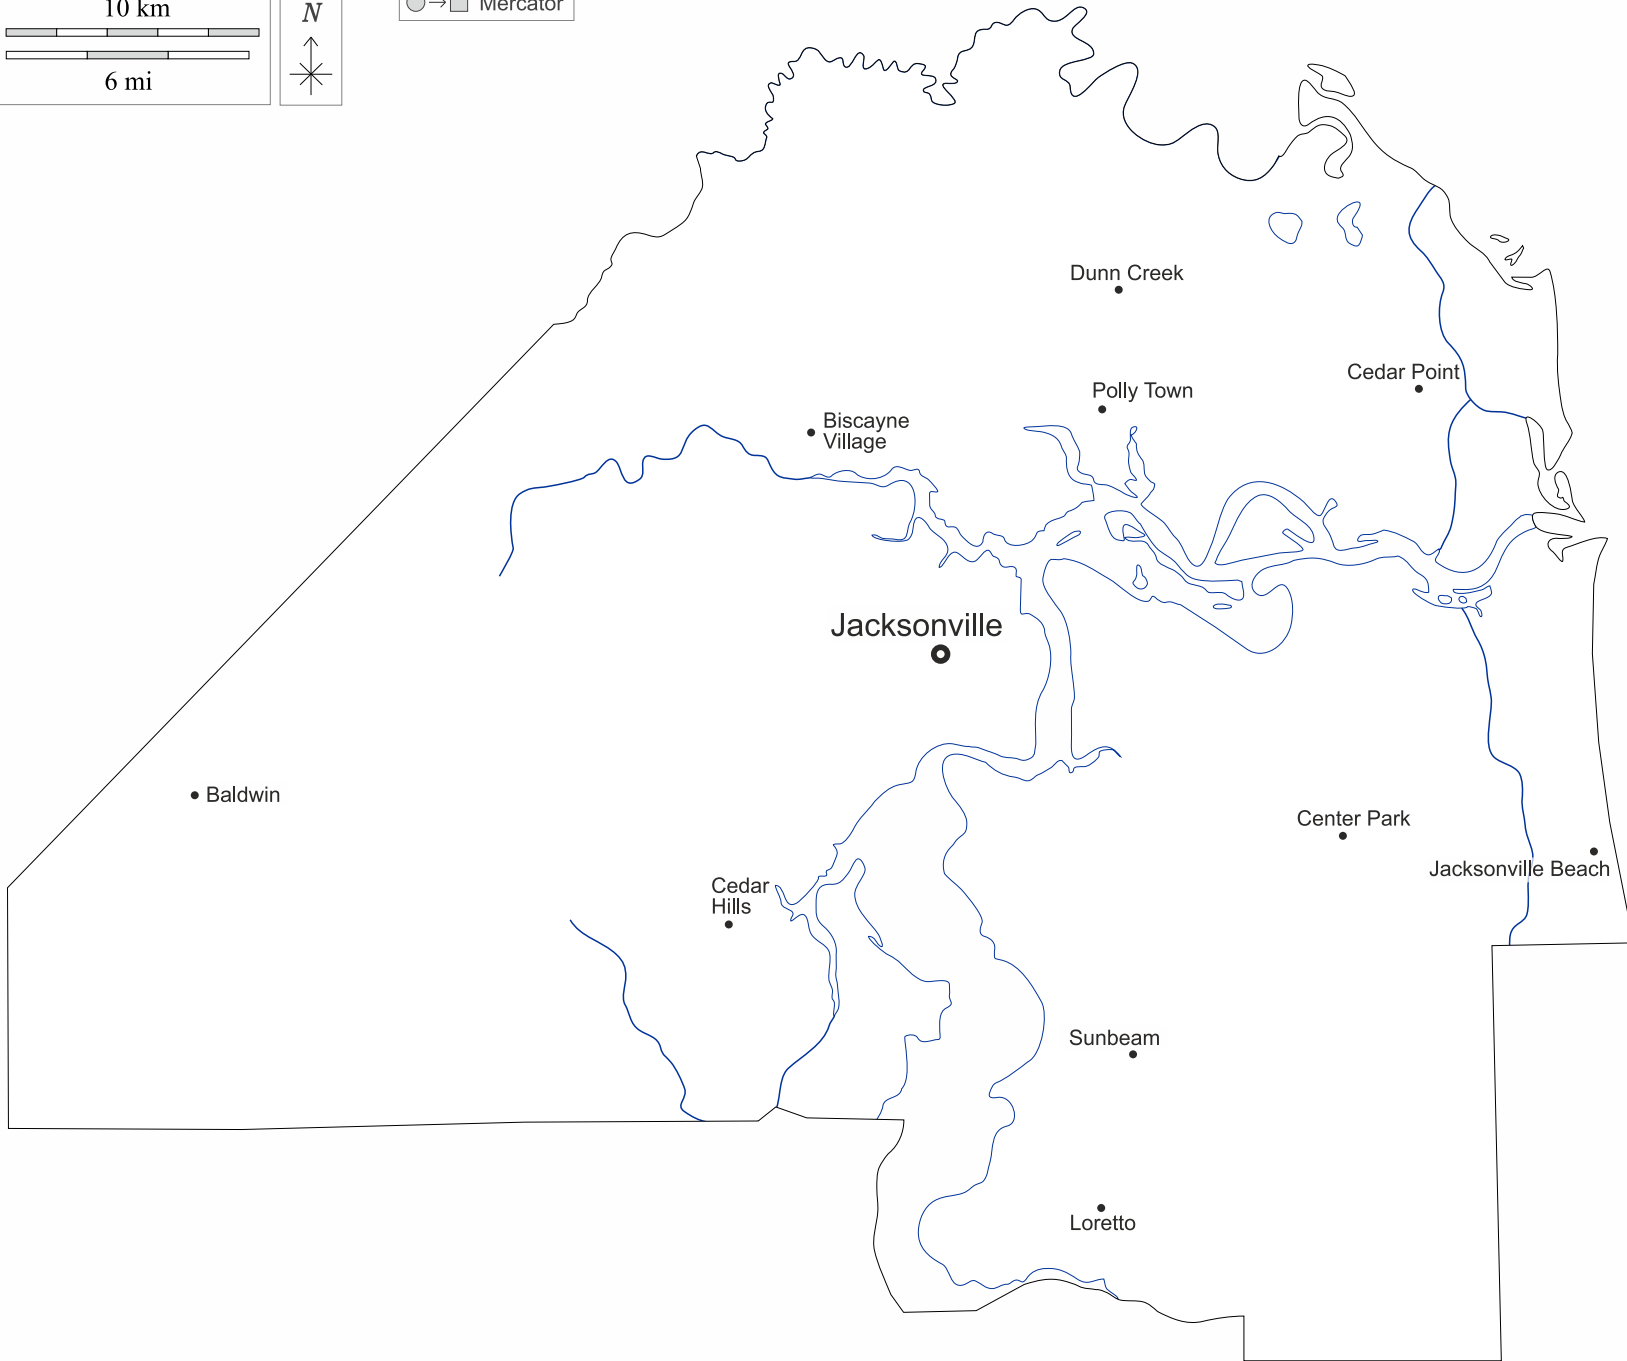 10 km
6 mi
N
Mercator
Dunn Creek
Cedar Point
Polly Town
Biscayne
Village
Jacksonville
Baldwin
Center Park
Jacksonville Beach
Cedar
Hills
Sunbeam
Loretto